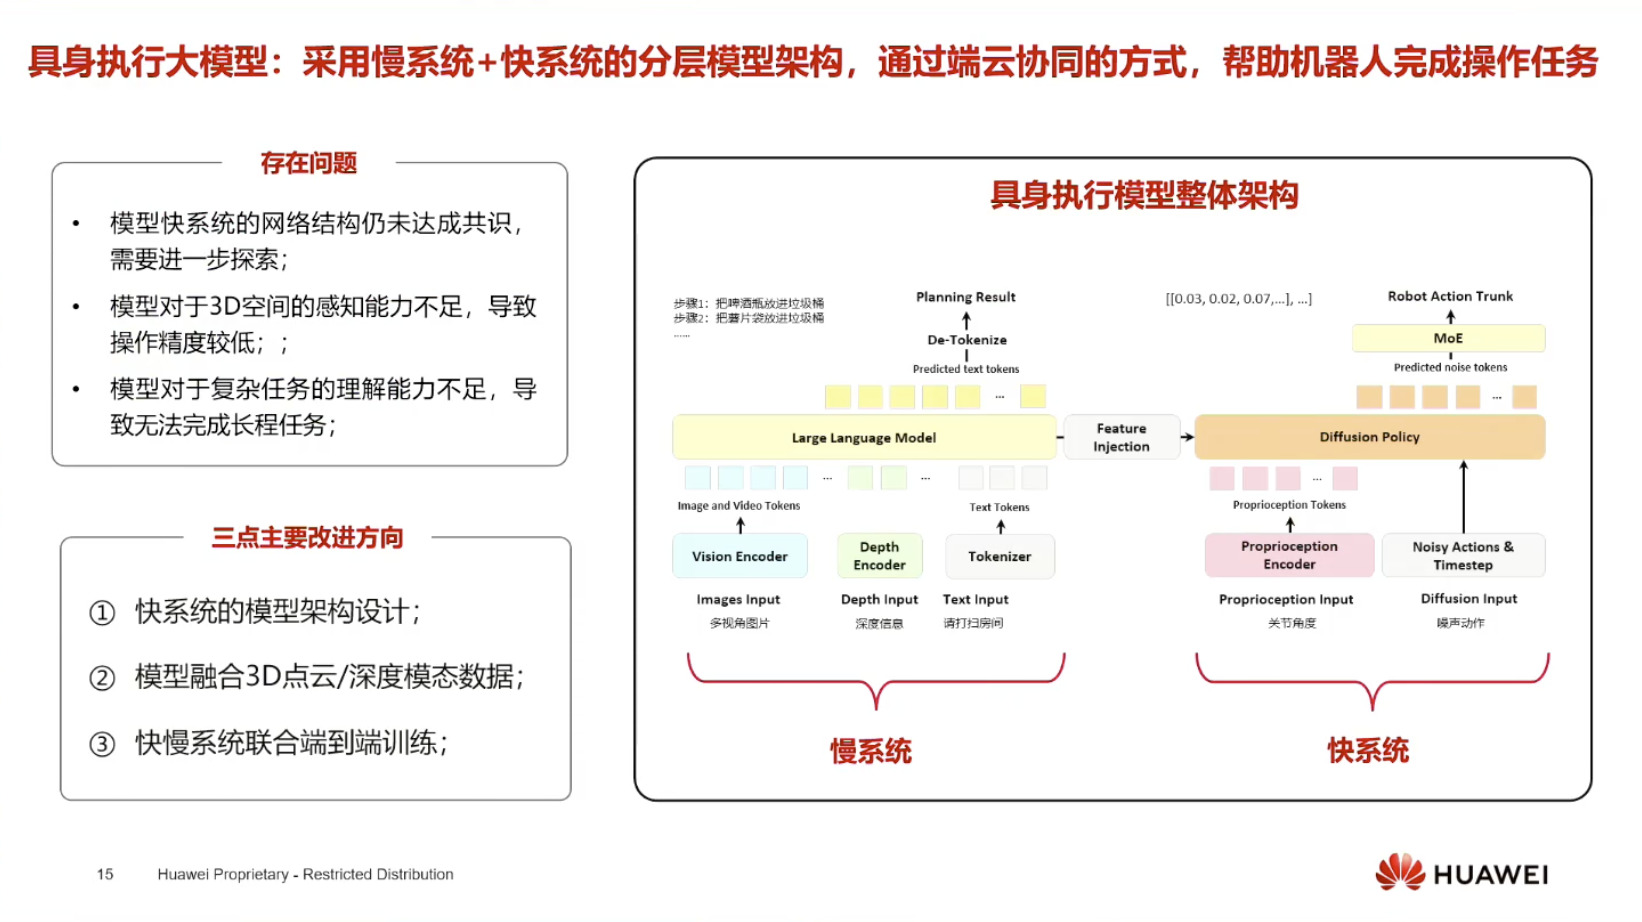 具身执行大模型：采用慢系统+快系统的分层模型架构，通过端云协同的方式，帮助机器人完成操作任务
存在问题
• 模型快系统的网络结构仍未达成共识，
需要进一步探索；
• 模型对于3D空间的感知能力不足，导致
操作精度较低；；
• 模型对于复杂任务的理解能力不足，导
致无法完成长程任务；
三点主要改进方向
① 快系统的模型架构设计；
② 模型融合3D点云/深度模态数据；
③ 快慢系统联合端到端训练；
具身执行模型整体架构
步骤1：把啤酒瓶放进垃圾桶
步骤2：把薯片袋放进垃圾桶
......
Planning Result
De-Tokenize
Predicted text tokens
...
Large Language Model
... ...
Image and Video Tokens
Text Tokens
Vision Encoder
Depth
Encoder
Tokenizer
Images Input
Depth Input
Text Input
多视角图片
深度信息
请打扫房间
慢系统
Feature
Injection
[[0.03, 0.02, 0.07,...], ...]
Robot Action Trunk
MoE
Predicted noise tokens
...
Diffusion Policy
...
Proprioception Tokens
Proprioception
Encoder
Noisy Actions &
Timestep
Proprioception Input
Diffusion Input
关节角度
噪声动作
快系统
15
Huawei Proprietary - Restricted Distribution
HUAWEI